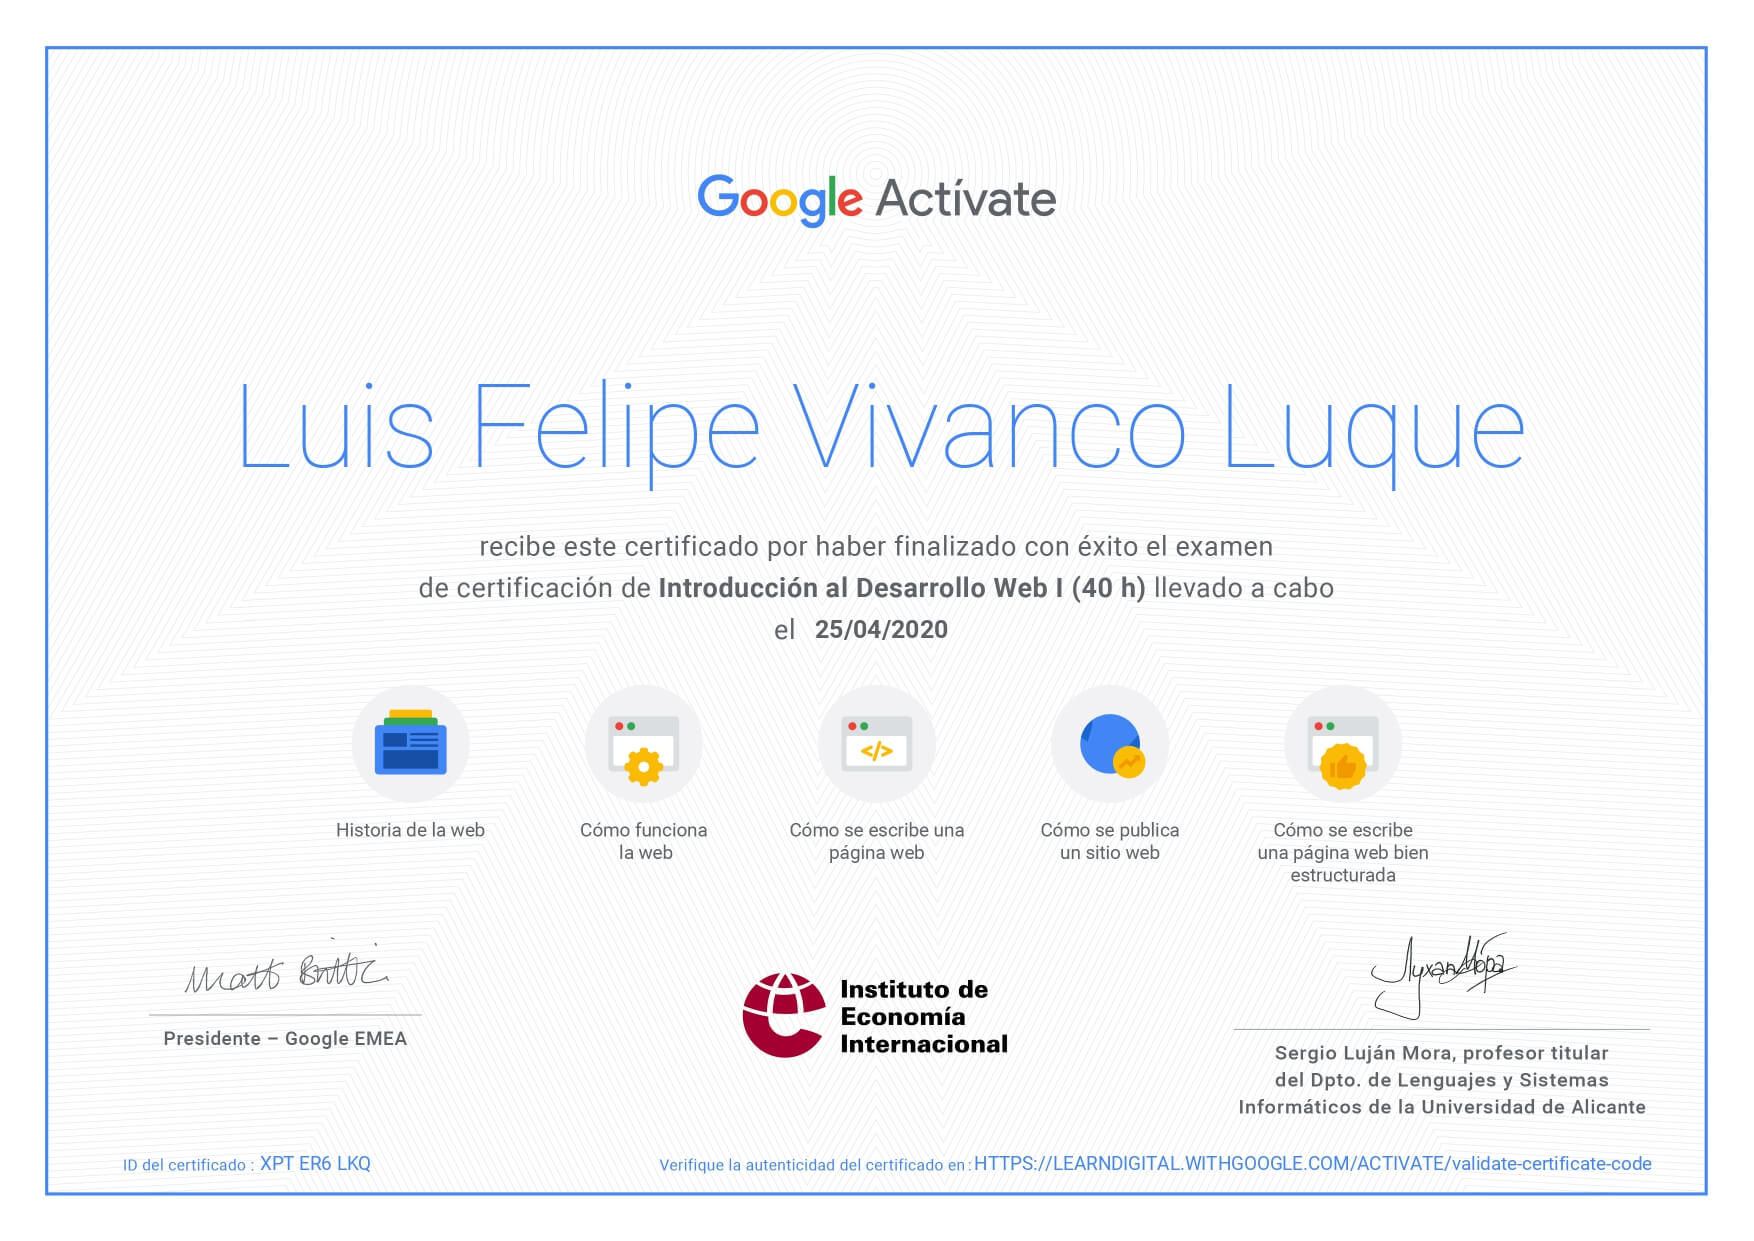 Google Actívate
Luis Felipe Vivanco Luque
recibe este certificado por haber finalizado con éxito el examen
de certificación de Introducción al Desarrollo Web I (40 h) llevado a cabo
el 25/04/2020
Historia de la web
Cómo funciona
la web
</>
Cómo se escribe una
página web
Cómo se publica
un sitio web
Cómo se escribe
una página web bien
estructurada
Presidente – Google EMEA
Instituto de
Economía
Internacional
Sergio Luján Mora, profesor titular
del Dpto. de Lenguajes y Sistemas
Informáticos de la Universidad de Alicante
ID del certificado : XPT ER6 LKQ
Verifique la autenticidad del certificado en : HTTPS://LEARNDIGITAL.WITHGOOGLE.COM/ACTIVATE/validate-certificate-code